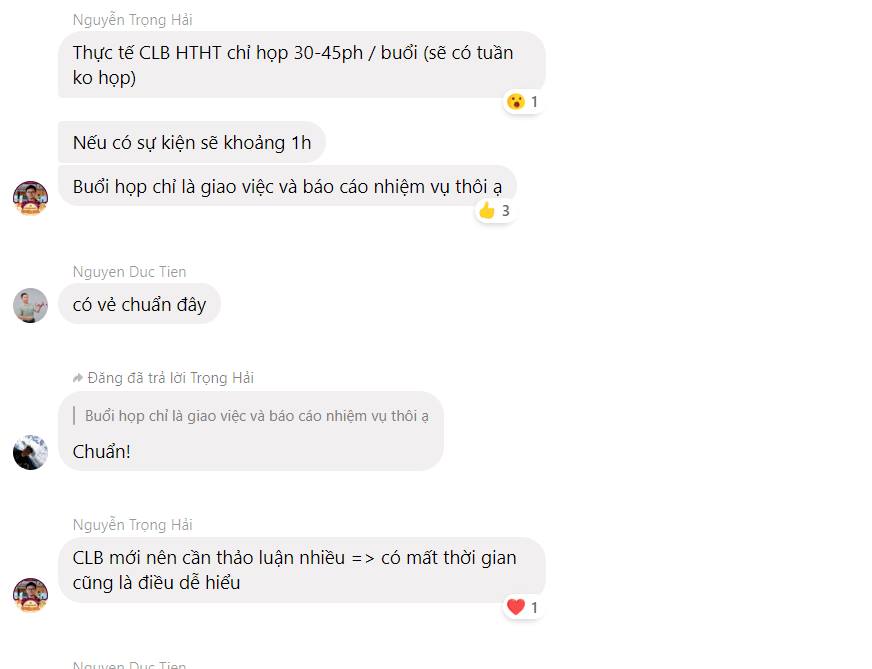 Nguyễn Trọng Hải
Thực tế CLB HTHT chỉ họp 30-45ph / buổi (sẽ có tuần
ko họp)
1
Nếu có sự kiện sẽ khoảng 1h
Buổi họp chỉ là giao việc và báo cáo nhiệm vụ thôi ạ
3
Nguyen Duc Tien
có vẻ chuẩn đây
Đăng đã trả lời Trọng Hải
Buổi họp chỉ là giao việc và báo cáo nhiệm vụ thôi ạ
Chuẩn!
Nguyễn Trọng Hải
CLB mới nên cần thảo luận nhiều => có mất thời gian
cũng là điều dễ hiểu
1
Nguyen Duc Tien